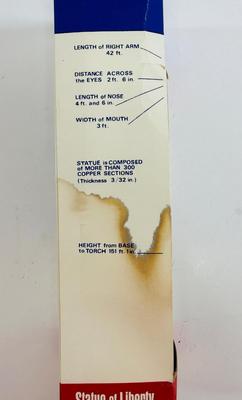 LENGTH of RIGHT ARM
42 ft.
DISTANCE ACROSS
the EYES 2 ft. 6 in.
LENGTH of NOSE
4 ft. and 6 in.
WIDTH of MOUTH
3 ft.
STATUE is COMPOSED
of MORE THAN 300
COPPER SECTIONS
(Thickness 3/32 in.)
HEIGHT from BASE
to TORCH 151 ft. 1 in.
Statue of Liberty